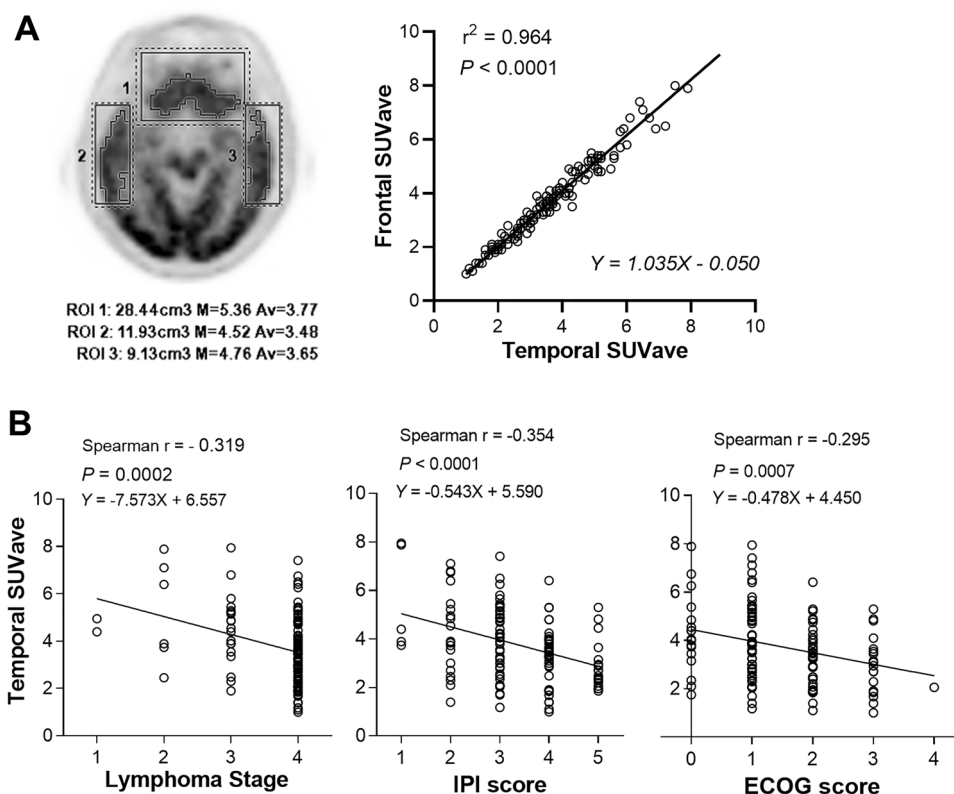 A
1
2
3
ROI 1: 28.44cm3 M=5.36 Av=3.77
ROI 2: 11.93cm3 M=4.52 Av=3.48
ROI 3: 9.13cm3 M=4.76 Av=3.65
r2 = 0.964
P < 0.0001
Frontal SUVave
10
8
6
4
2
0
Y = 1.035X - 0.050
0 2 4 6 8 10
Temporal SUVave
B
Spearman r = - 0.319
P = 0.0002
Y = -7.573X + 6.557
Temporal SUVave
10
8
6
4
2
0
1 2 3 4
Lymphoma Stage
Spearman r = -0.354
P < 0.0001
Y = -0.543X + 5.590
10
8
6
4
2
0
1 2 3 4 5
IPI score
Spearman r = -0.295
P = 0.0007
Y = -0.478X + 4.450
10
8
6
4
2
0 1 2 3 4
ECOG score